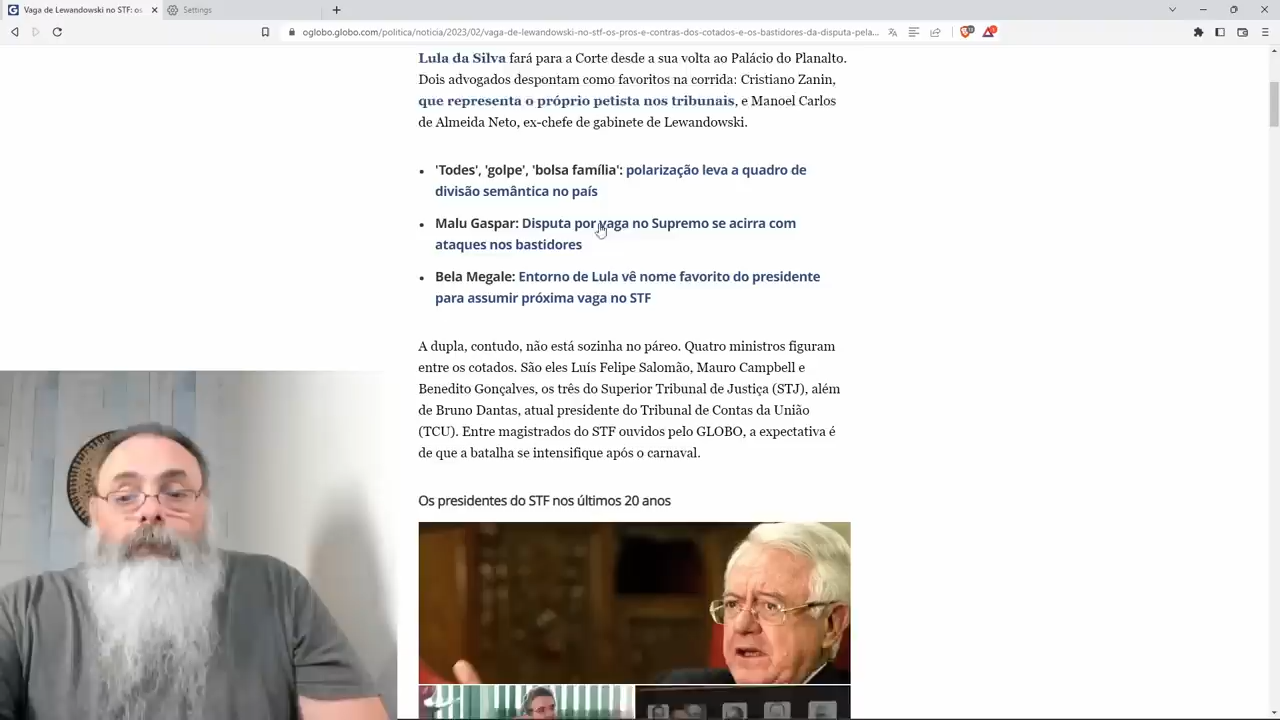 Vaga de Lewandowski no STF: os
Settings
oglobo.globo.com/politica/noticia/2023/02/vaga-de-lewandowski-no-stf-os-pros-e-contras-dos-cotados-e-os-bastidores-da-disputa-pela...
Lula da Silva fará para a Corte desde a sua volta ao Palácio do Planalto.
Dois advogados despontam como favoritos na corrida: Cristiano Zanin,
que representa o próprio petista nos tribunais, e Manoel Carlos
de Almeida Neto, ex-chefe de gabinete de Lewandowski.
• 'Todes', 'golpe', 'bolsa família': polarização leva a quadro de
divisão semântica no país
• Malu Gaspar: Disputa por vaga no Supremo se acirra com
ataques nos bastidores
• Bela Megale: Entorno de Lula vê nome favorito do presidente
para assumir próxima vaga no STF
A dupla, contudo, não está sozinha no páreo. Quatro ministros figuram
entre os cotados. São eles Luís Felipe Salomão, Mauro Campbell e
Benedito Gonçalves, os três do Superior Tribunal de Justiça (STJ), além
de Bruno Dantas, atual presidente do Tribunal de Contas da União
(TCU). Entre magistrados do STF ouvidos pelo GLOBO, a expectativa é
de que a batalha se intensifique após o carnaval.
Os presidentes do STF nos últimos 20 anos